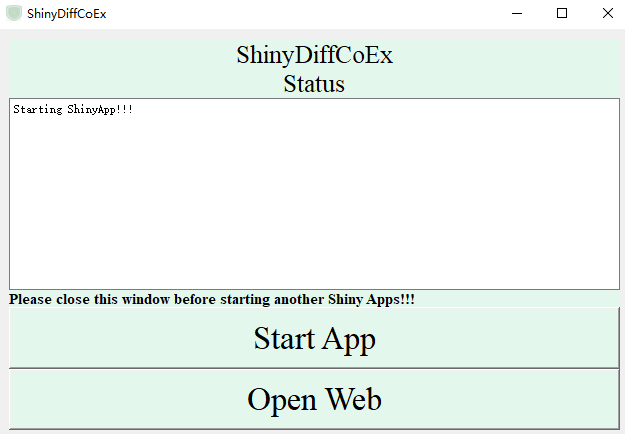 ShinyDiffCoEx
ShinyDiffCoEx
Status
Starting ShinyApp!!!
Please close this window before starting another Shiny Apps!!!
Start App
Open Web